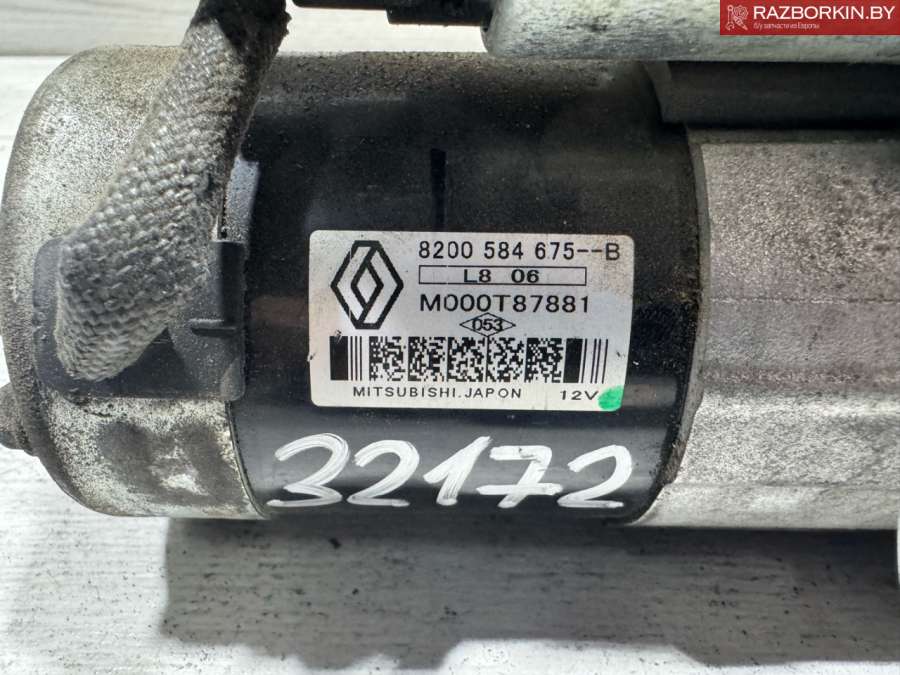 RAZBORKIN.BY
б/у запчасти из Европы
8200 584 675--B
L8 06
M000T87881
D53
MITSUBISHI.JAPON 12V
32172